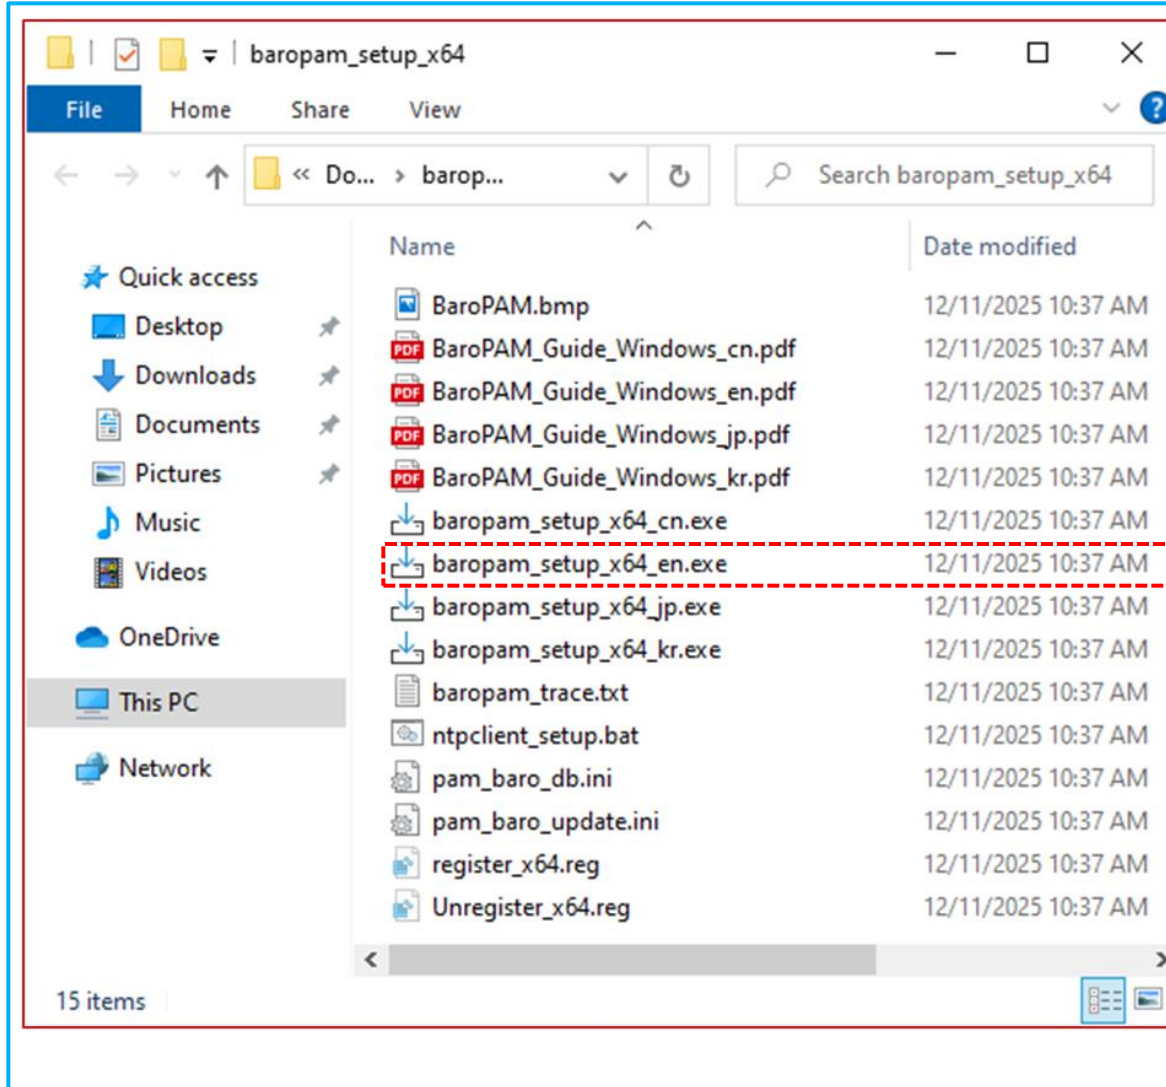 baropam_setup_x64
File Home Share View
« Do... › barop... Search baropam_setup_x64
Name Date modified
Quick access
Desktop
Downloads
Documents
Pictures
Music
Videos
OneDrive
This PC
Network
BaroPAM.bmp 12/11/2025 10:37 AM
PDF BaroPAM_Guide_Windows_cn.pdf 12/11/2025 10:37 AM
PDF BaroPAM_Guide_Windows_en.pdf 12/11/2025 10:37 AM
PDF BaroPAM_Guide_Windows_jp.pdf 12/11/2025 10:37 AM
PDF BaroPAM_Guide_Windows_kr.pdf 12/11/2025 10:37 AM
baropam_setup_x64_cn.exe 12/11/2025 10:37 AM
baropam_setup_x64_en.exe 12/11/2025 10:37 AM
baropam_setup_x64_jp.exe 12/11/2025 10:37 AM
baropam_setup_x64_kr.exe 12/11/2025 10:37 AM
baropam_trace.txt 12/11/2025 10:37 AM
ntpclient_setup.bat 12/11/2025 10:37 AM
pam_baro_db.ini 12/11/2025 10:37 AM
pam_baro_update.ini 12/11/2025 10:37 AM
register_x64.reg 12/11/2025 10:37 AM
Unregister_x64.reg 12/11/2025 10:37 AM
15 items